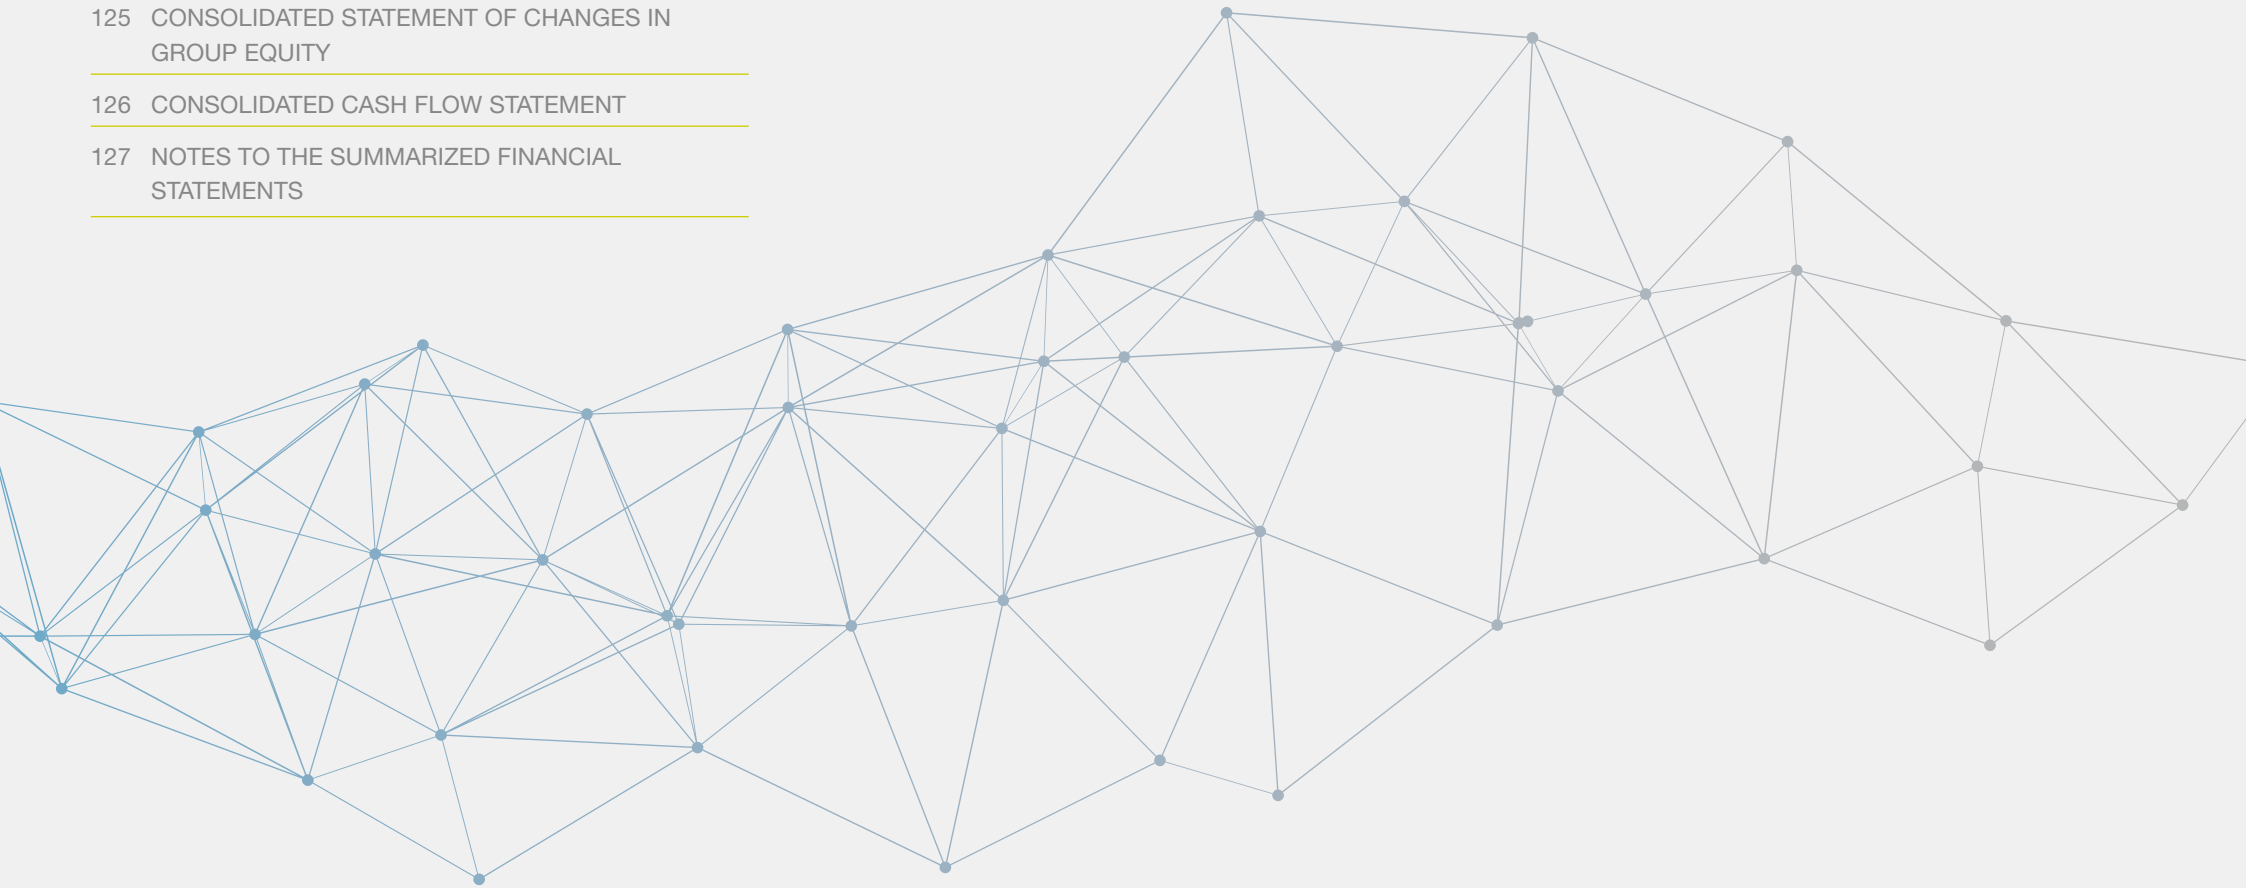 125 CONSOLIDATED STATEMENT OF CHANGES IN
GROUP EQUITY
126 CONSOLIDATED CASH FLOW STATEMENT
127 NOTES TO THE SUMMARIZED FINANCIAL
STATEMENTS